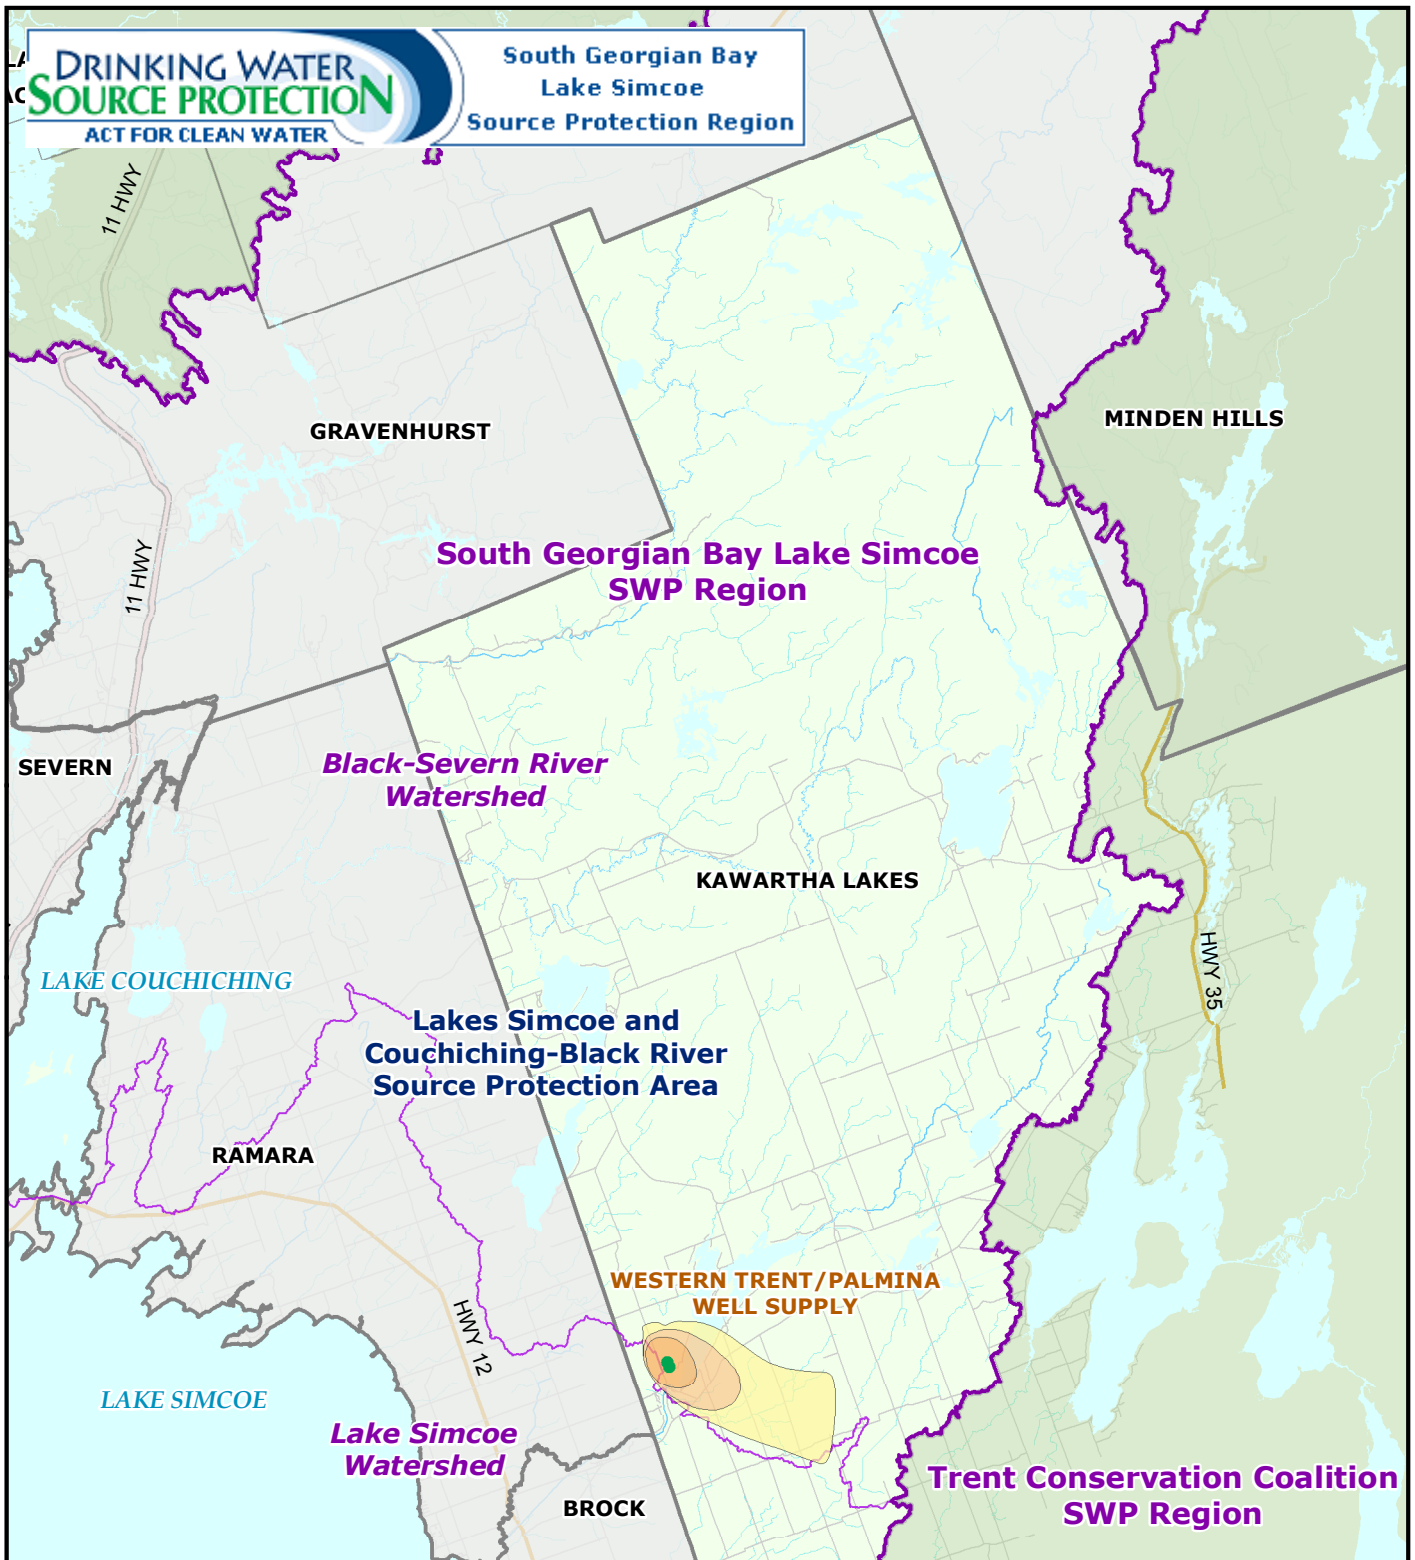 DRINKING WATER
SOURCE PROTECTION
ACT FOR CLEAN WATER
South Georgian Bay
Lake Simcoe
Source Protection Region
11 HWY
GRAVENHURST
MINDEN HILLS
11 HWY
South Georgian Bay Lake Simcoe
SWP Region
SEVERN
Black-Severn River
Watershed
KAWARTHA LAKES
HWY 35
LAKE COUCHICHING
Lakes Simcoe and
Couchiching-Black River
Source Protection Area
RAMARA
WESTERN TRENT/PALMINA
WELL SUPPLY
HWY 12
LAKE SIMCOE
Lake Simcoe
Watershed
Trent Conservation Coalition
SWP Region
BROCK